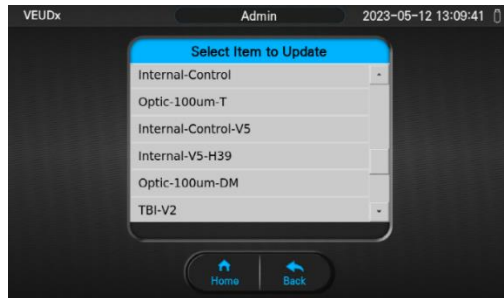 VEUDx Admin 2023-05-12 13:09:41
Select Item to Update
Internal-Control
Optic-100um-T
Internal-Control-V5
Internal-V5-H39
Optic-100um-DM
TBI-V2
Home Back